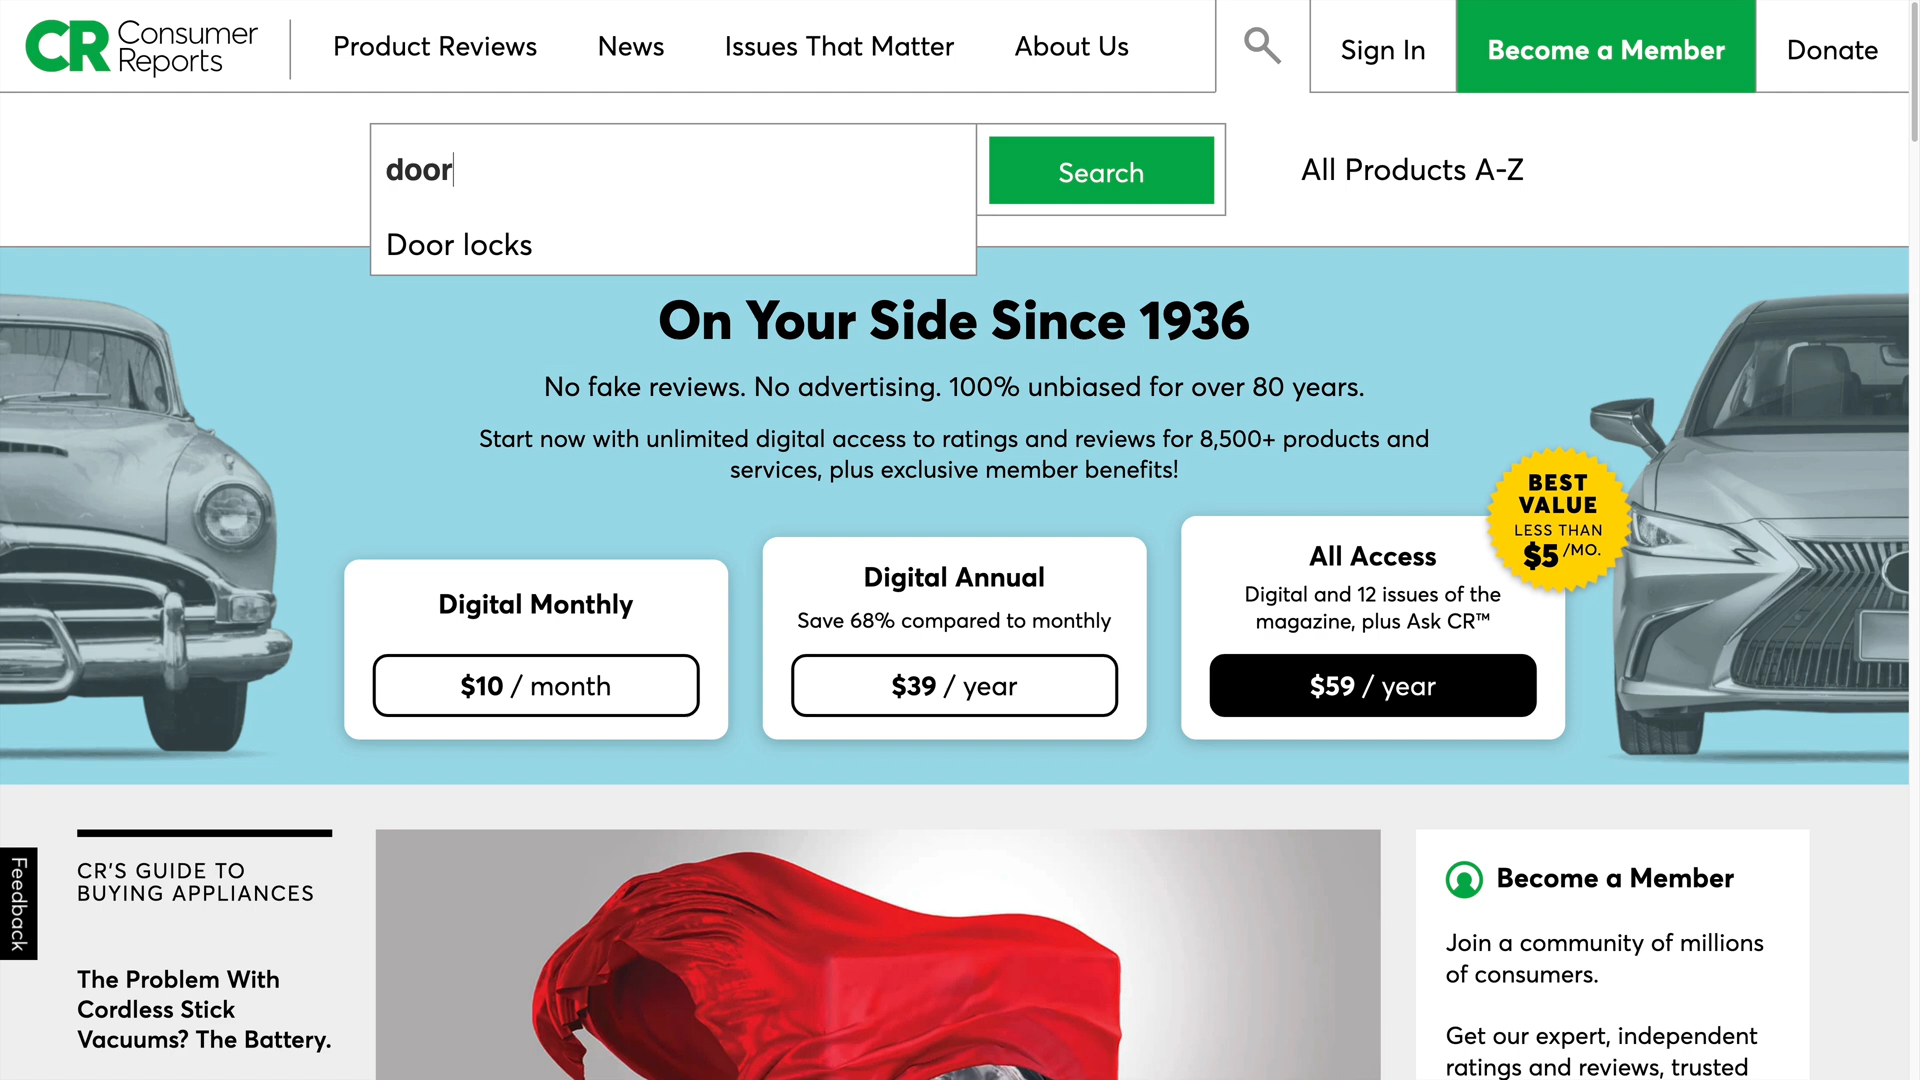 CR Consumer Reports
Product Reviews
News
Issues That Matter
About Us
Sign In
Become a Member
Donate
door
Search
All Products A-Z
Door locks
On Your Side Since 1936
No fake reviews. No advertising. 100% unbiased for over 80 years.
Start now with unlimited digital access to ratings and reviews for 8,500+ products and
services, plus exclusive member benefits!
Digital Monthly
$10 / month
Digital Annual
Save 68% compared to monthly
$39 / year
All Access
Digital and 12 issues of the
magazine, plus Ask CR™
$59 / year
BEST
VALUE
LESS THAN
$5 /MO.
Feedback
CR'S GUIDE TO
BUYING APPLIANCES
The Problem With
Cordless Stick
Vacuums? The Battery.
Become a Member
Join a community of millions
of consumers.
Get our expert, independent
ratings and reviews, trusted